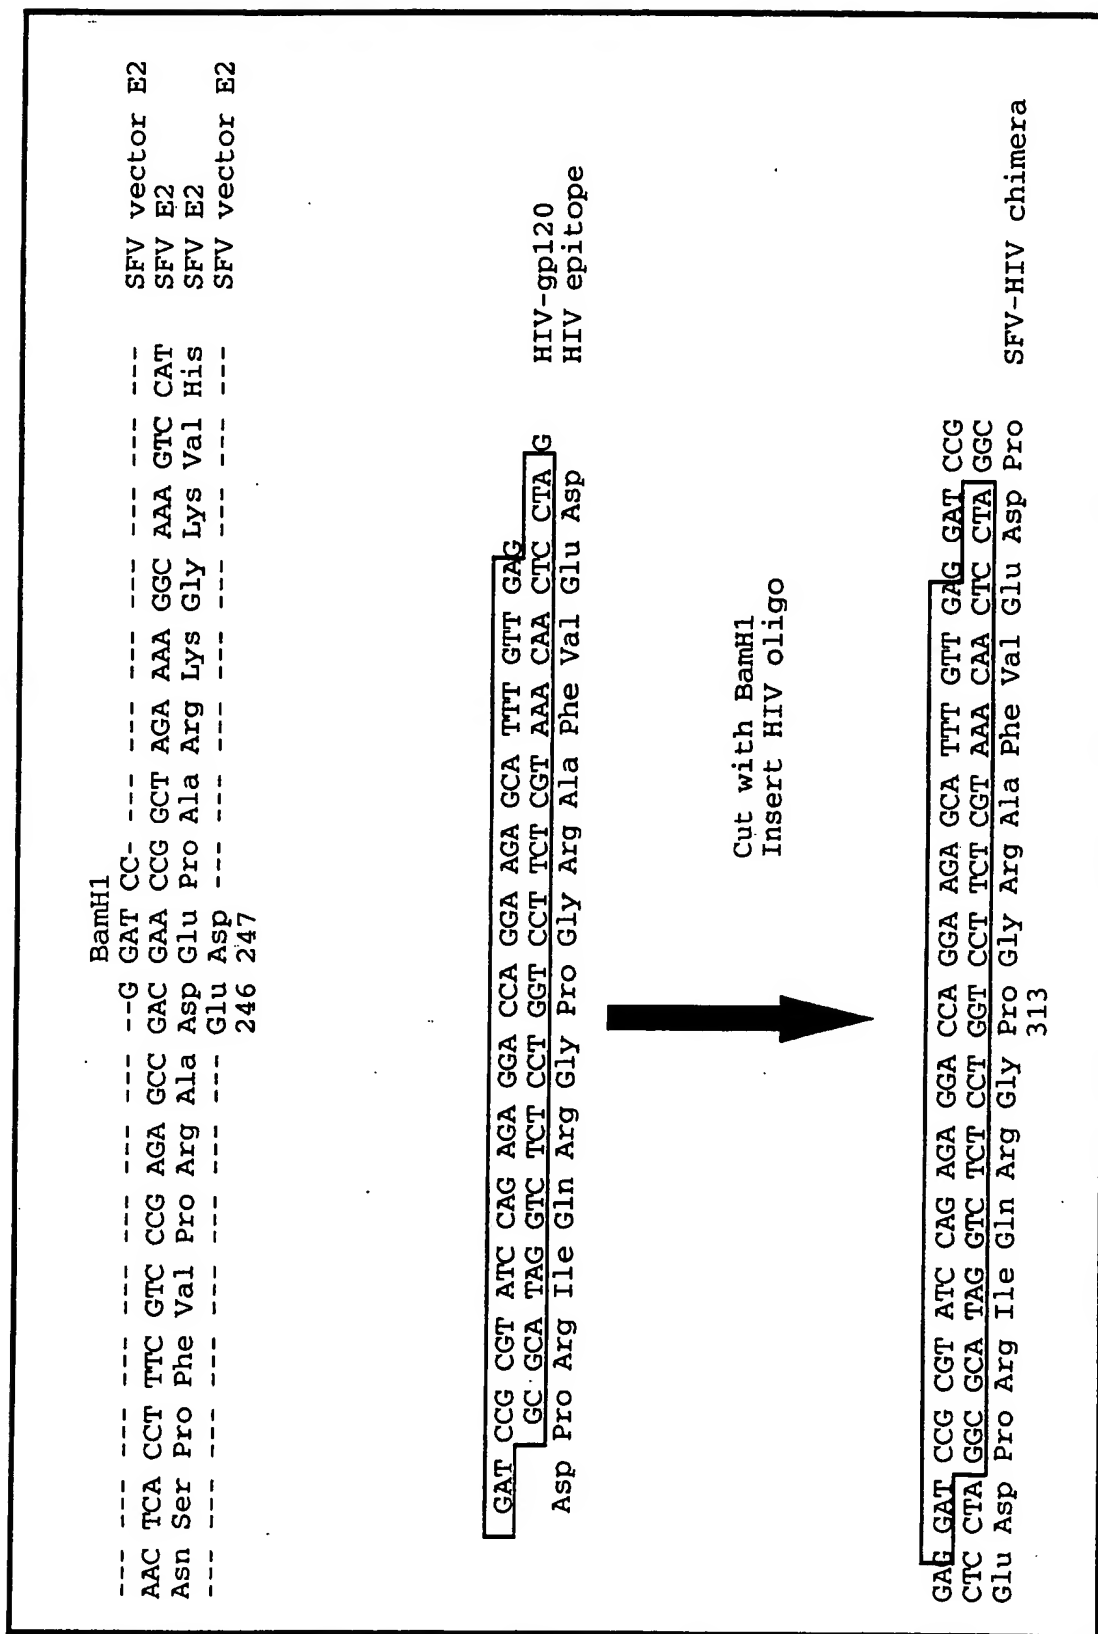 BamH1
--- --- --- --- --- --- --- --- --G GAT CC- --- --- --- --- --- --- --- SFV vector E2
AAC TCA CCT TTC GTC CCG AGA GCC GAC GAA CCG GCT AGA AAA GGC AAA GTC CAT SFV E2
Asn Ser Pro Phe Val Pro Arg Ala Asp Glu Pro Ala Arg Lys Gly Lys Val His SFV E2
--- --- --- --- --- --- --- --- Glu Asp --- --- --- --- --- --- --- --- SFV vector E2
246 247
GAT CCG CGT ATC CAG AGA GGA CCA GGA AGA GCA TTT GTT GAG
GC GCA TAG GTC TCT CCT GGT CCT TCT CGT AAA CAA CTC CTA G HIV-gp120
Asp Pro Arg Ile Gln Arg Gly Pro Gly Arg Ala Phe Val Glu Asp HIV epitope
Cut with BamH1
Insert HIV oligo
GAG GAT CCG CGT ATC CAG AGA GGA CCA GGA AGA GCA TTT GTT GAG GAT CCG
CTC CTA GGC GCA TAG GTC TCT CCT GGT CCT TCT CGT AAA CAA CTC CTA GGC
Glu Asp Pro Arg Ile Gln Arg Gly Pro Gly Arg Ala Phe Val Glu Asp Pro SFV-HIV chimera
313